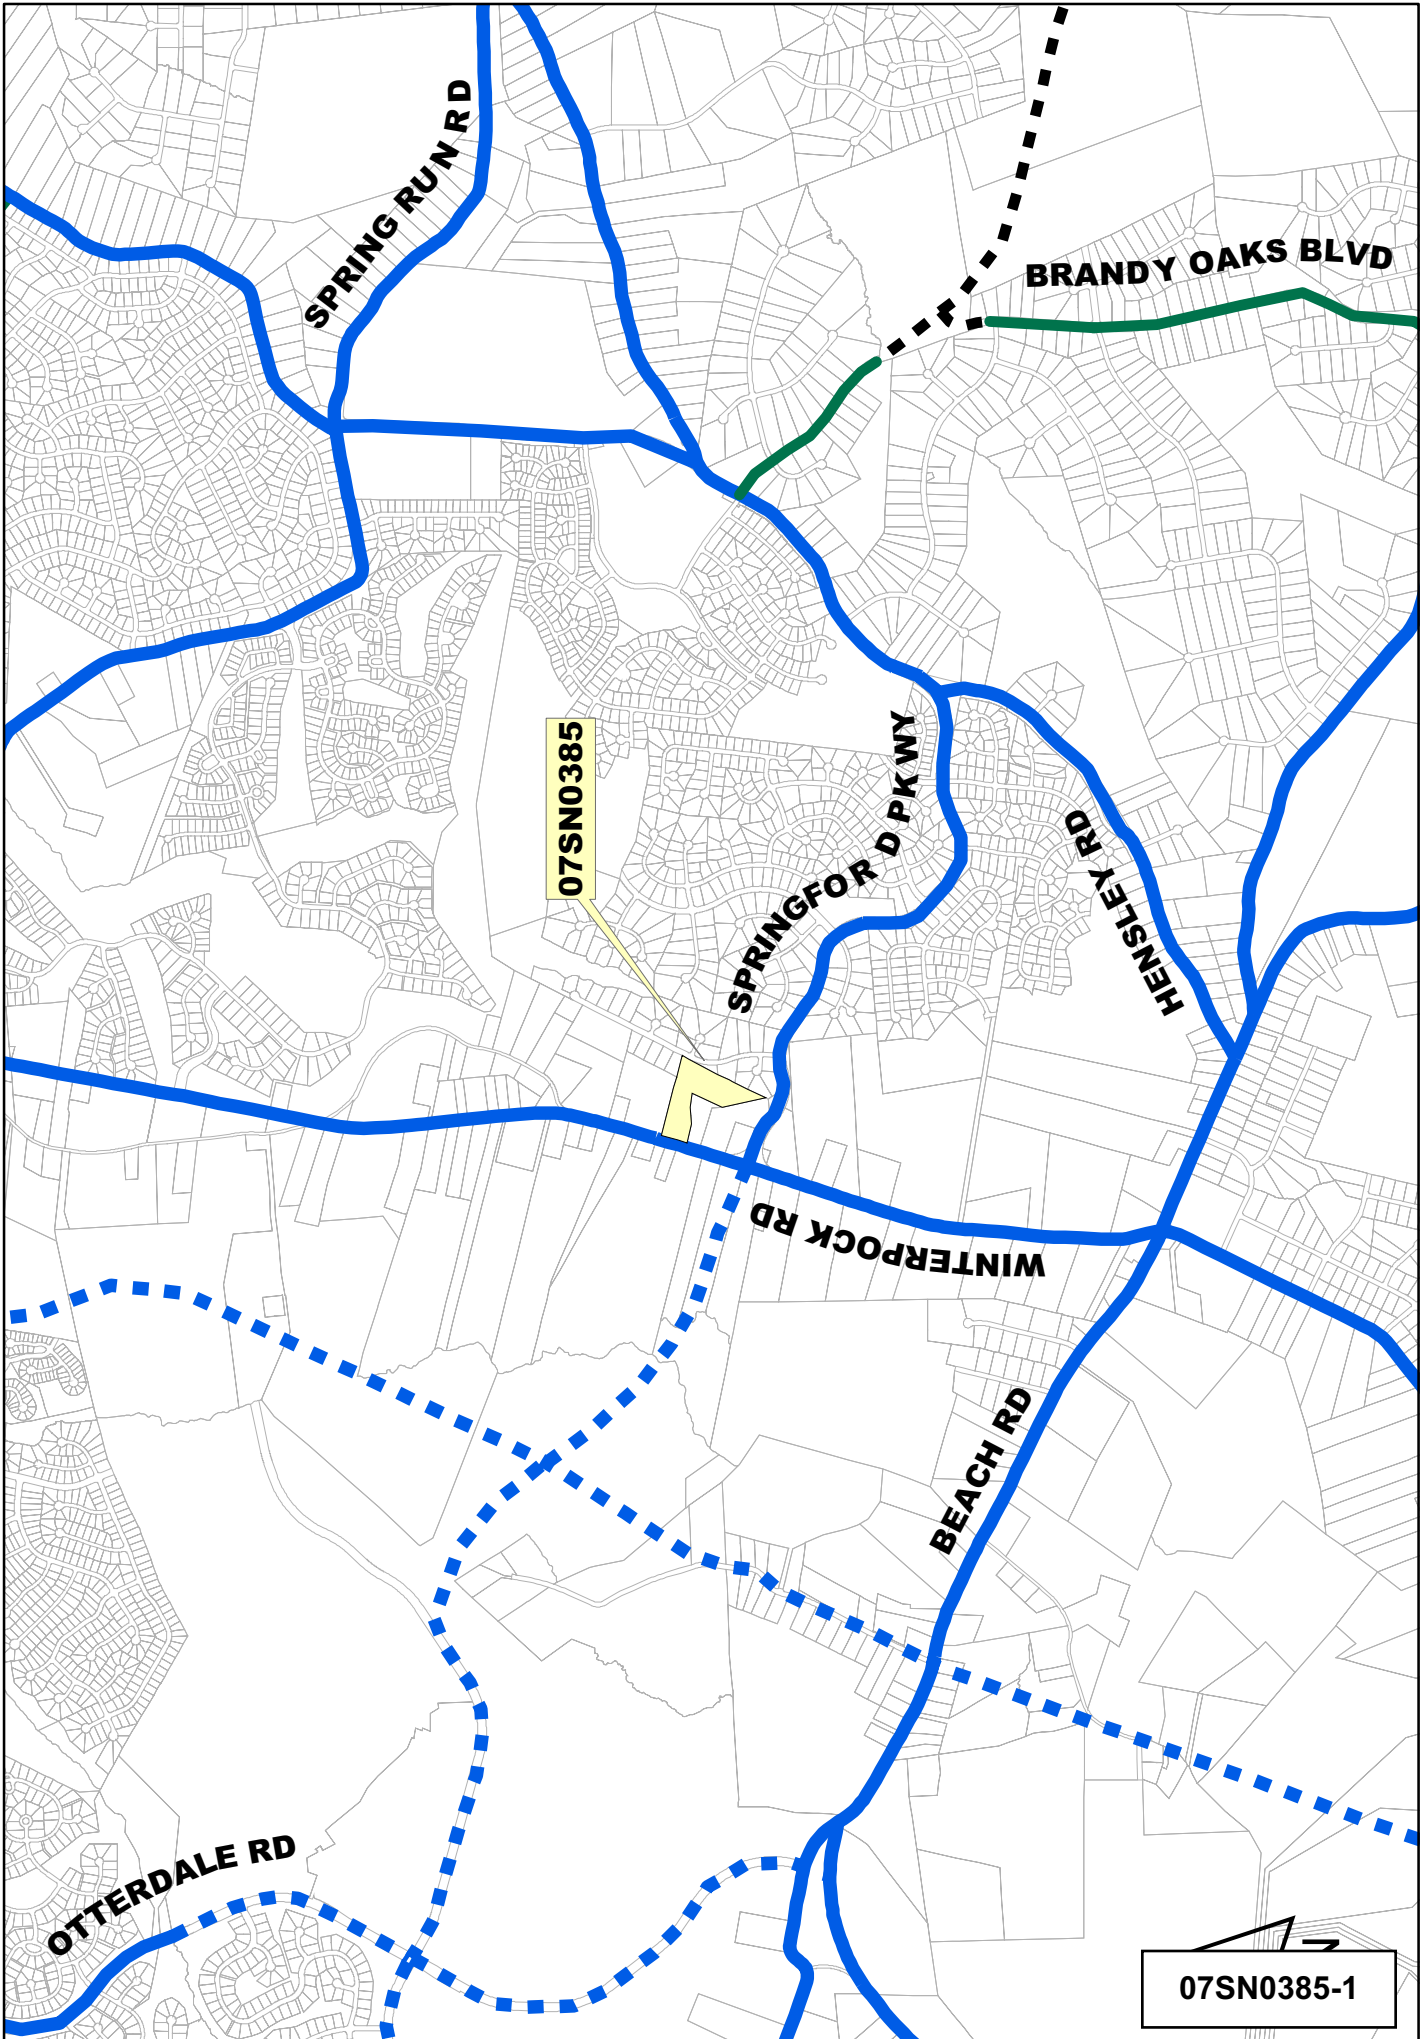 SPRING RUN RD
BRANDY OAKS BLVD
07SN0385
SPRINGFORD PKWY
HENSLEY RD
WINTERPOCK RD
BEACH RD
OTTERDALE RD
07SN0385-1